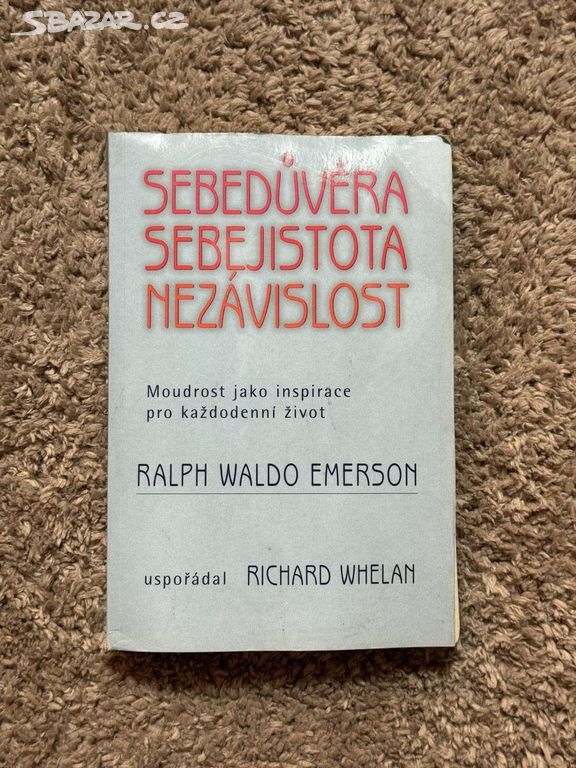 SBAZAR.CZ
SEBEDŮVĚRA
SEBEJISTOTA
NEZÁVISLOST
Moudrost jako inspirace
pro každodenní život
RALPH WALDO EMERSON
uspořádal RICHARD WHELAN